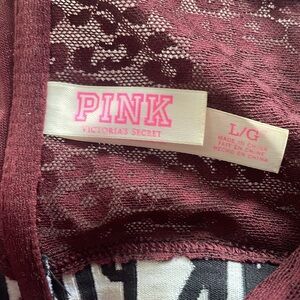 PINK
VICTORIA'S SECRET
L/G
MADE IN CHINA
FAIT EN CHINE
HECHO EN CHINA